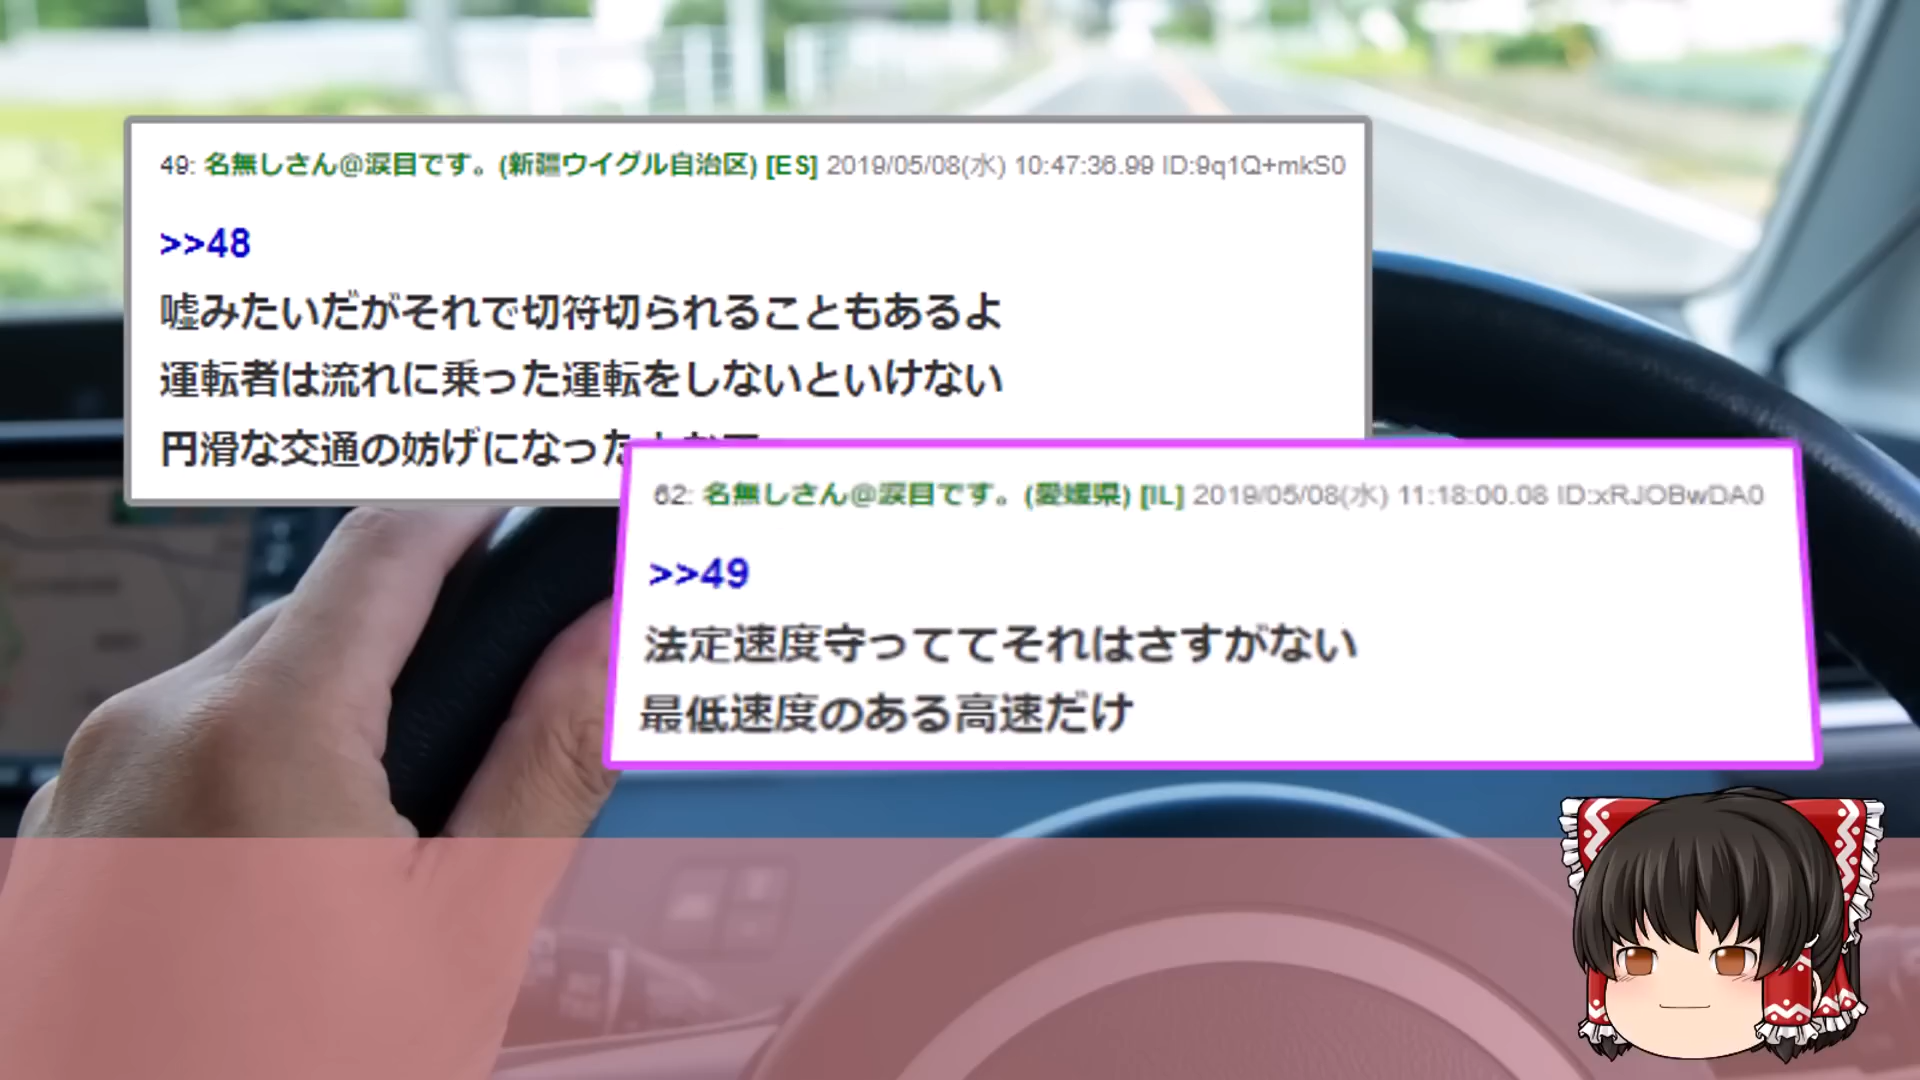 49: 名無しさん@涙目です。(新疆ウイグル自治区) [ES] 2019/05/08(水) 10:47:36.99 ID:9q1Q+mkS0
>>48
嘘みたいだがそれで切符切られることもあるよ
運転者は流れに乗った運転をしないといけない
円滑な交通の妨げになった
62: 名無しさん@涙目です。(愛媛県) [IL] 2019/05/08(水) 11:18:00.08 ID:xRJOBwDA0
>>49
法定速度守っててそれはさすがない
最低速度のある高速だけ